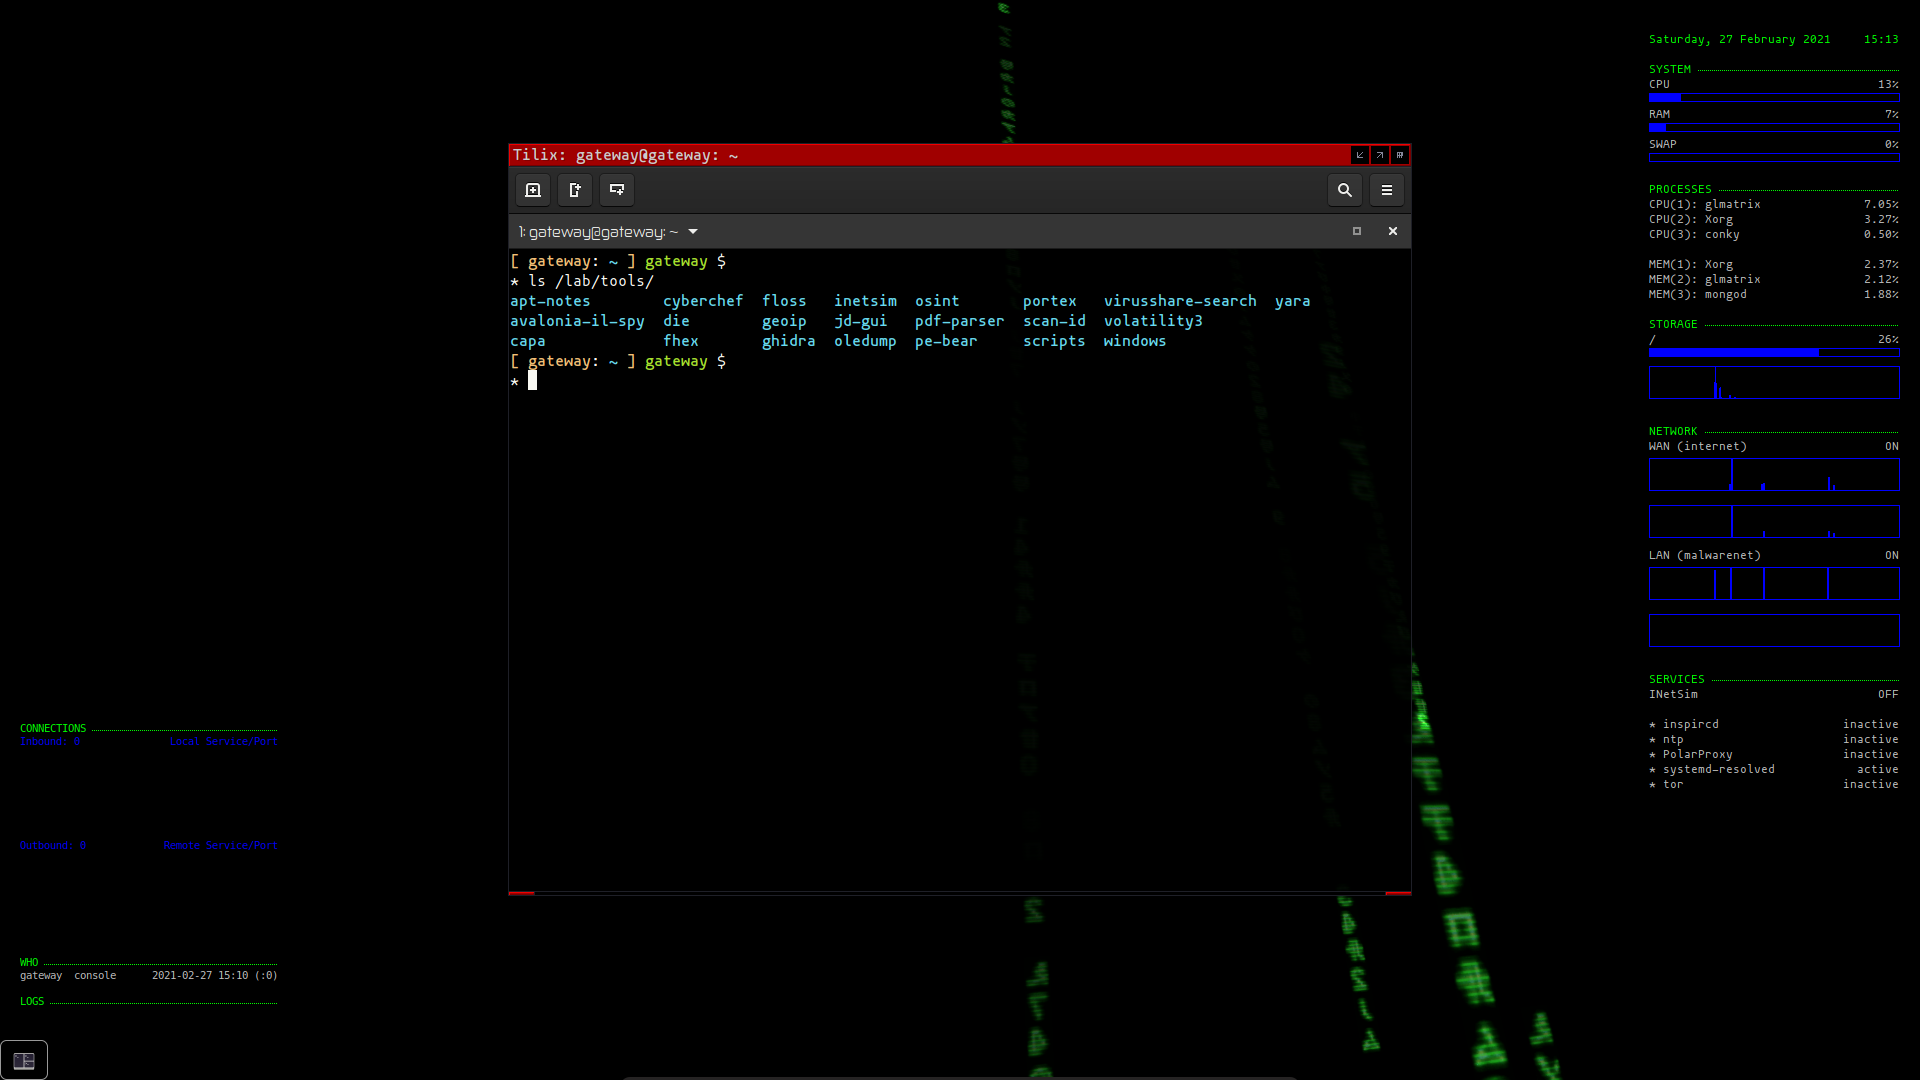 Tilix: gateway@gateway: ~
1: gateway@gateway: ~
[ gateway: ~ ] gateway $
* ls /lab/tools/
apt-notes cyberchef floss inetsim osint portex virusshare-search yara
avalonia-il-spy die geoip jd-gui pdf-parser scan-id volatility3
capa fhex ghidra oledump pe-bear scripts windows
[ gateway: ~ ] gateway $
*
Saturday, 27 February 2021 15:13
SYSTEM
CPU 13%
RAM 7%
SWAP 0%
PROCESSES
CPU(1): glmatrix 7.05%
CPU(2): Xorg 3.27%
CPU(3): conky 0.50%
MEM(1): Xorg 2.37%
MEM(2): glmatrix 2.12%
MEM(3): mongod 1.88%
STORAGE
/ 26%
NETWORK
WAN (internet) ON
LAN (malwarenet) ON
SERVICES
INetSim OFF
* inspircd inactive
* ntp inactive
* PolarProxy inactive
* systemd-resolved active
* tor inactive
CONNECTIONS
Inbound: 0 Local Service/Port
Outbound: 0 Remote Service/Port
WHO
gateway console 2021-02-27 15:10 (:0)
LOGS